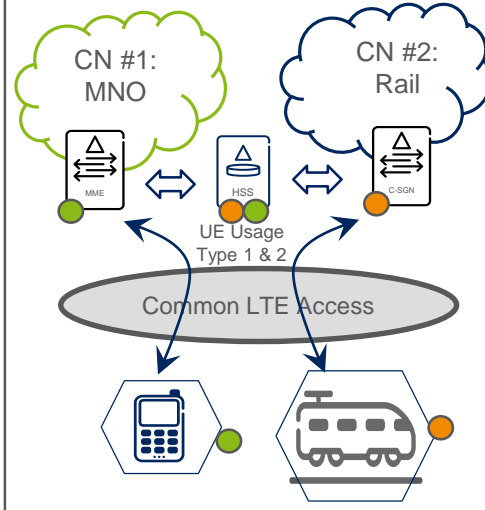 CN #1:
MNO
CN #2:
Rail
MME
HSS
C-SGN
UE Usage
Type 1 & 2
Common LTE Access